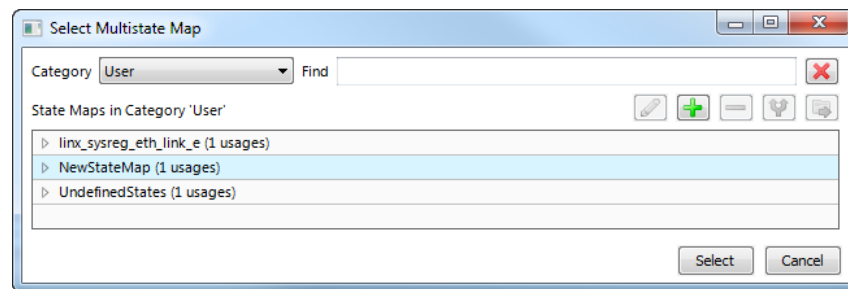 Select Multistate Map
Category User Find
State Maps in Category 'User'
linx_sysreg_eth_link_e (1 usages)
NewStateMap (1 usages)
UndefinedStates (1 usages)
Select Cancel